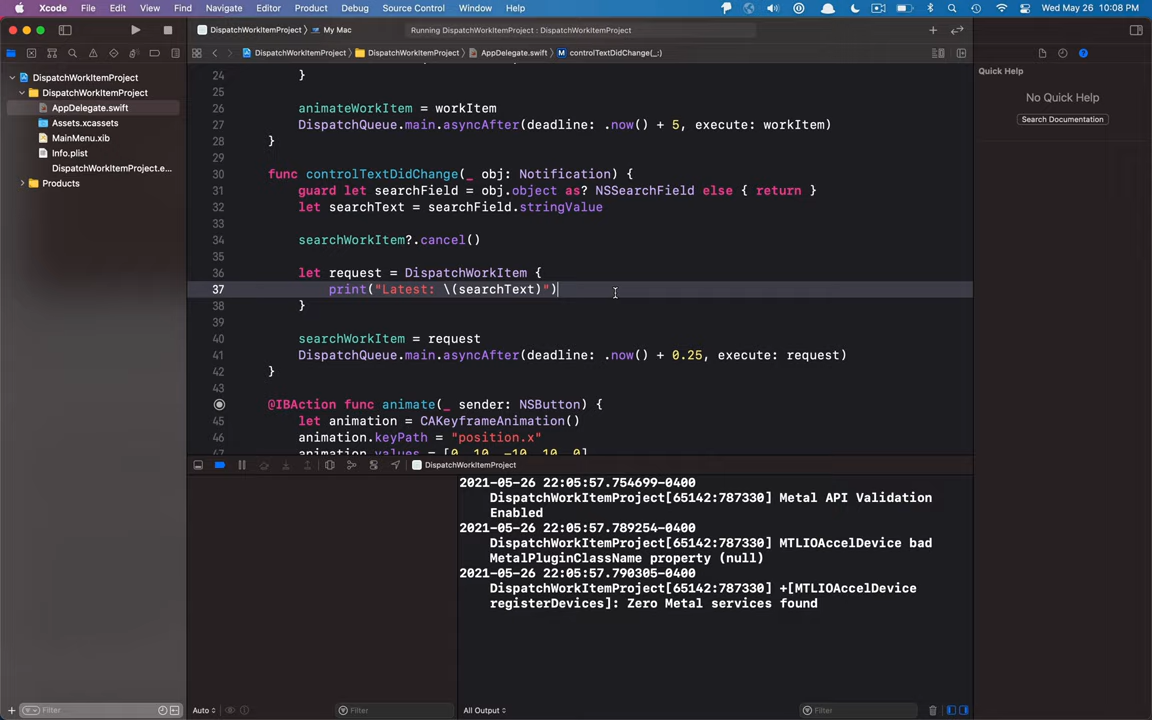 Xcode File Edit View Find Navigate Editor Product Debug Source Control Window Help Wed May 26 10:08 PM
DispatchWorkItemProject 〉 My Mac Running DispatchWorkItemProject : DispatchWorkItemProject
DispatchWorkItemProject 〉 DispatchWorkItemProject 〉 AppDelegate.swift 〉 M controlTextDidChange(_:)
DispatchWorkItemProject
DispatchWorkItemProject
AppDelegate.swift
Assets.xcassets
MainMenu.xib
Info.plist
DispatchWorkItemProject.e...
Products
Filter
24 }
25
26 animateWorkItem = workItem
27 DispatchQueue.main.asyncAfter(deadline: .now() + 5, execute: workItem)
28 }
29
30 func controlTextDidChange(_ obj: Notification) {
31 guard let searchField = obj.object as? NSSearchField else { return }
32 let searchText = searchField.stringValue
33
34 searchWorkItem?.cancel()
35
36 let request = DispatchWorkItem {
37 print("Latest: \(searchText)")
38 }
39
40 searchWorkItem = request
41 DispatchQueue.main.asyncAfter(deadline: .now() + 0.25, execute: request)
42 }
43
@IBAction func animate(_ sender: NSButton) {
45 let animation = CAKeyframeAnimation()
46 animation.keyPath = "position.x"
47 animation.values = [0, 10, -10, 10, 0]
DispatchWorkItemProject
2021-05-26 22:05:57.754699-0400
DispatchWorkItemProject[65142:787330] Metal API Validation
Enabled
2021-05-26 22:05:57.789254-0400
DispatchWorkItemProject[65142:787330] MTLIOAccelDevice bad
MetalPluginClassName property (null)
2021-05-26 22:05:57.790305-0400
DispatchWorkItemProject[65142:787330] +[MTLIOAccelDevice
registerDevices]: Zero Metal services found
Auto Filter All Output Filter
Quick Help
No Quick Help
Search Documentation